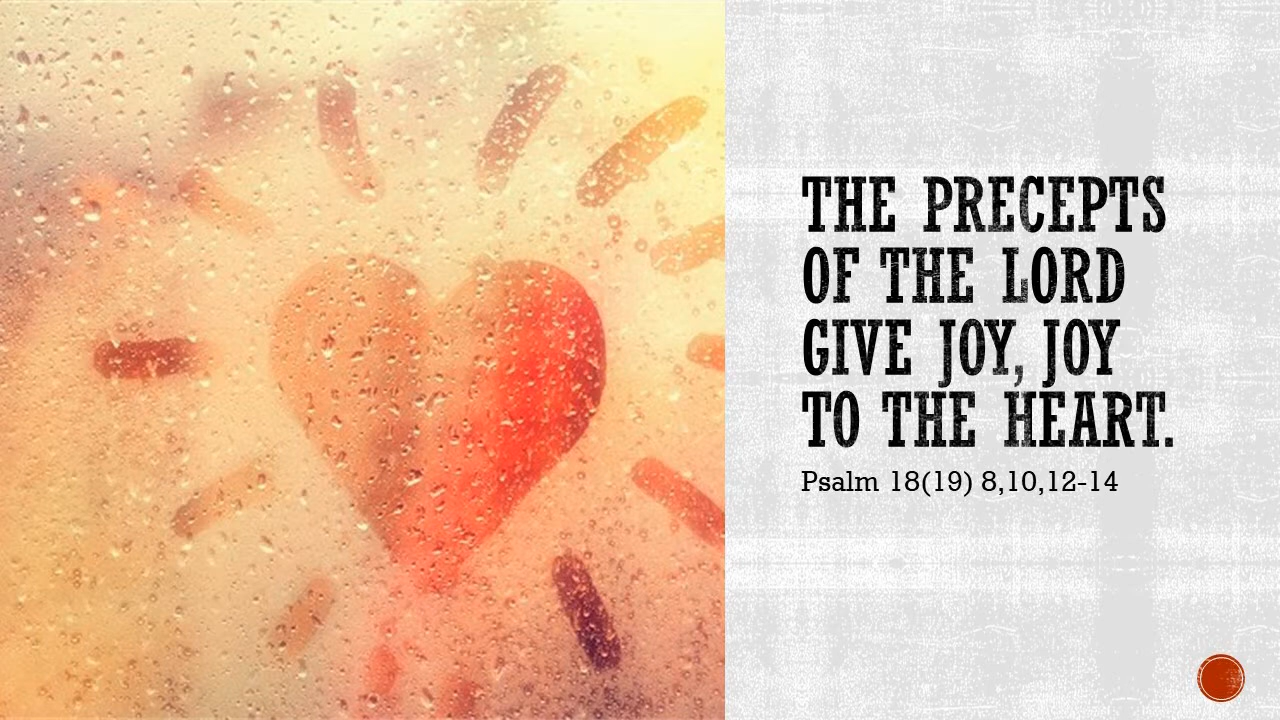 THE PRECEPTS
OF THE LORD
GIVE JOY, JOY
TO THE HEART.
Psalm 18(19) 8,10,12-14